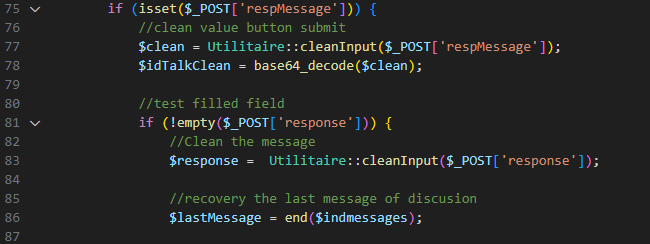 75 if (isset($_POST['respMessage'])) {
76 //clean value button submit
77 $clean = Utilitaire::cleanInput($_POST['respMessage']);
78 $idTalkClean = base64_decode($clean);
79
80 //test filled field
81 if (!empty($_POST['response'])) {
82 //Clean the message
83 $response =  Utilitaire::cleanInput($_POST['response']);
84
85 //recovery the last message of discusion
86 $lastMessage = end($indmessages);
87